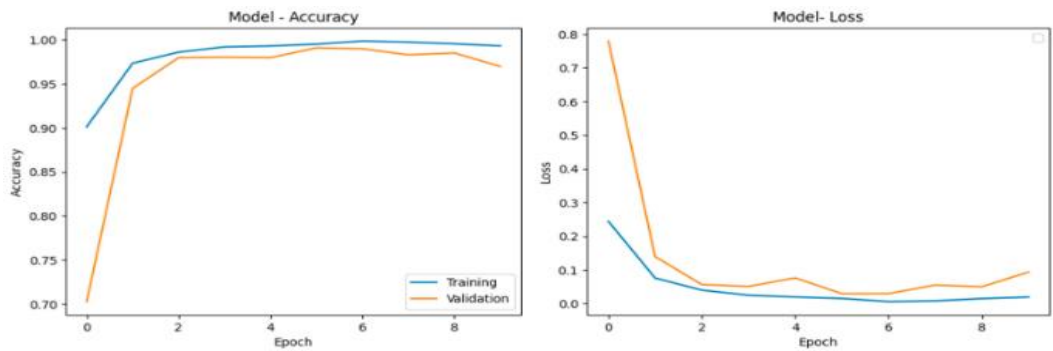 Model - Accuracy
1.00
0.95
0.90
0.85
0.80
0.75
0.70
Accuracy
0 2 4 6 8
Epoch
Training
Validation
Model- Loss
0.8
0.7
0.6
0.5
0.4
0.3
0.2
0.1
0.0
Loss
0 2 4 6 8
Epoch